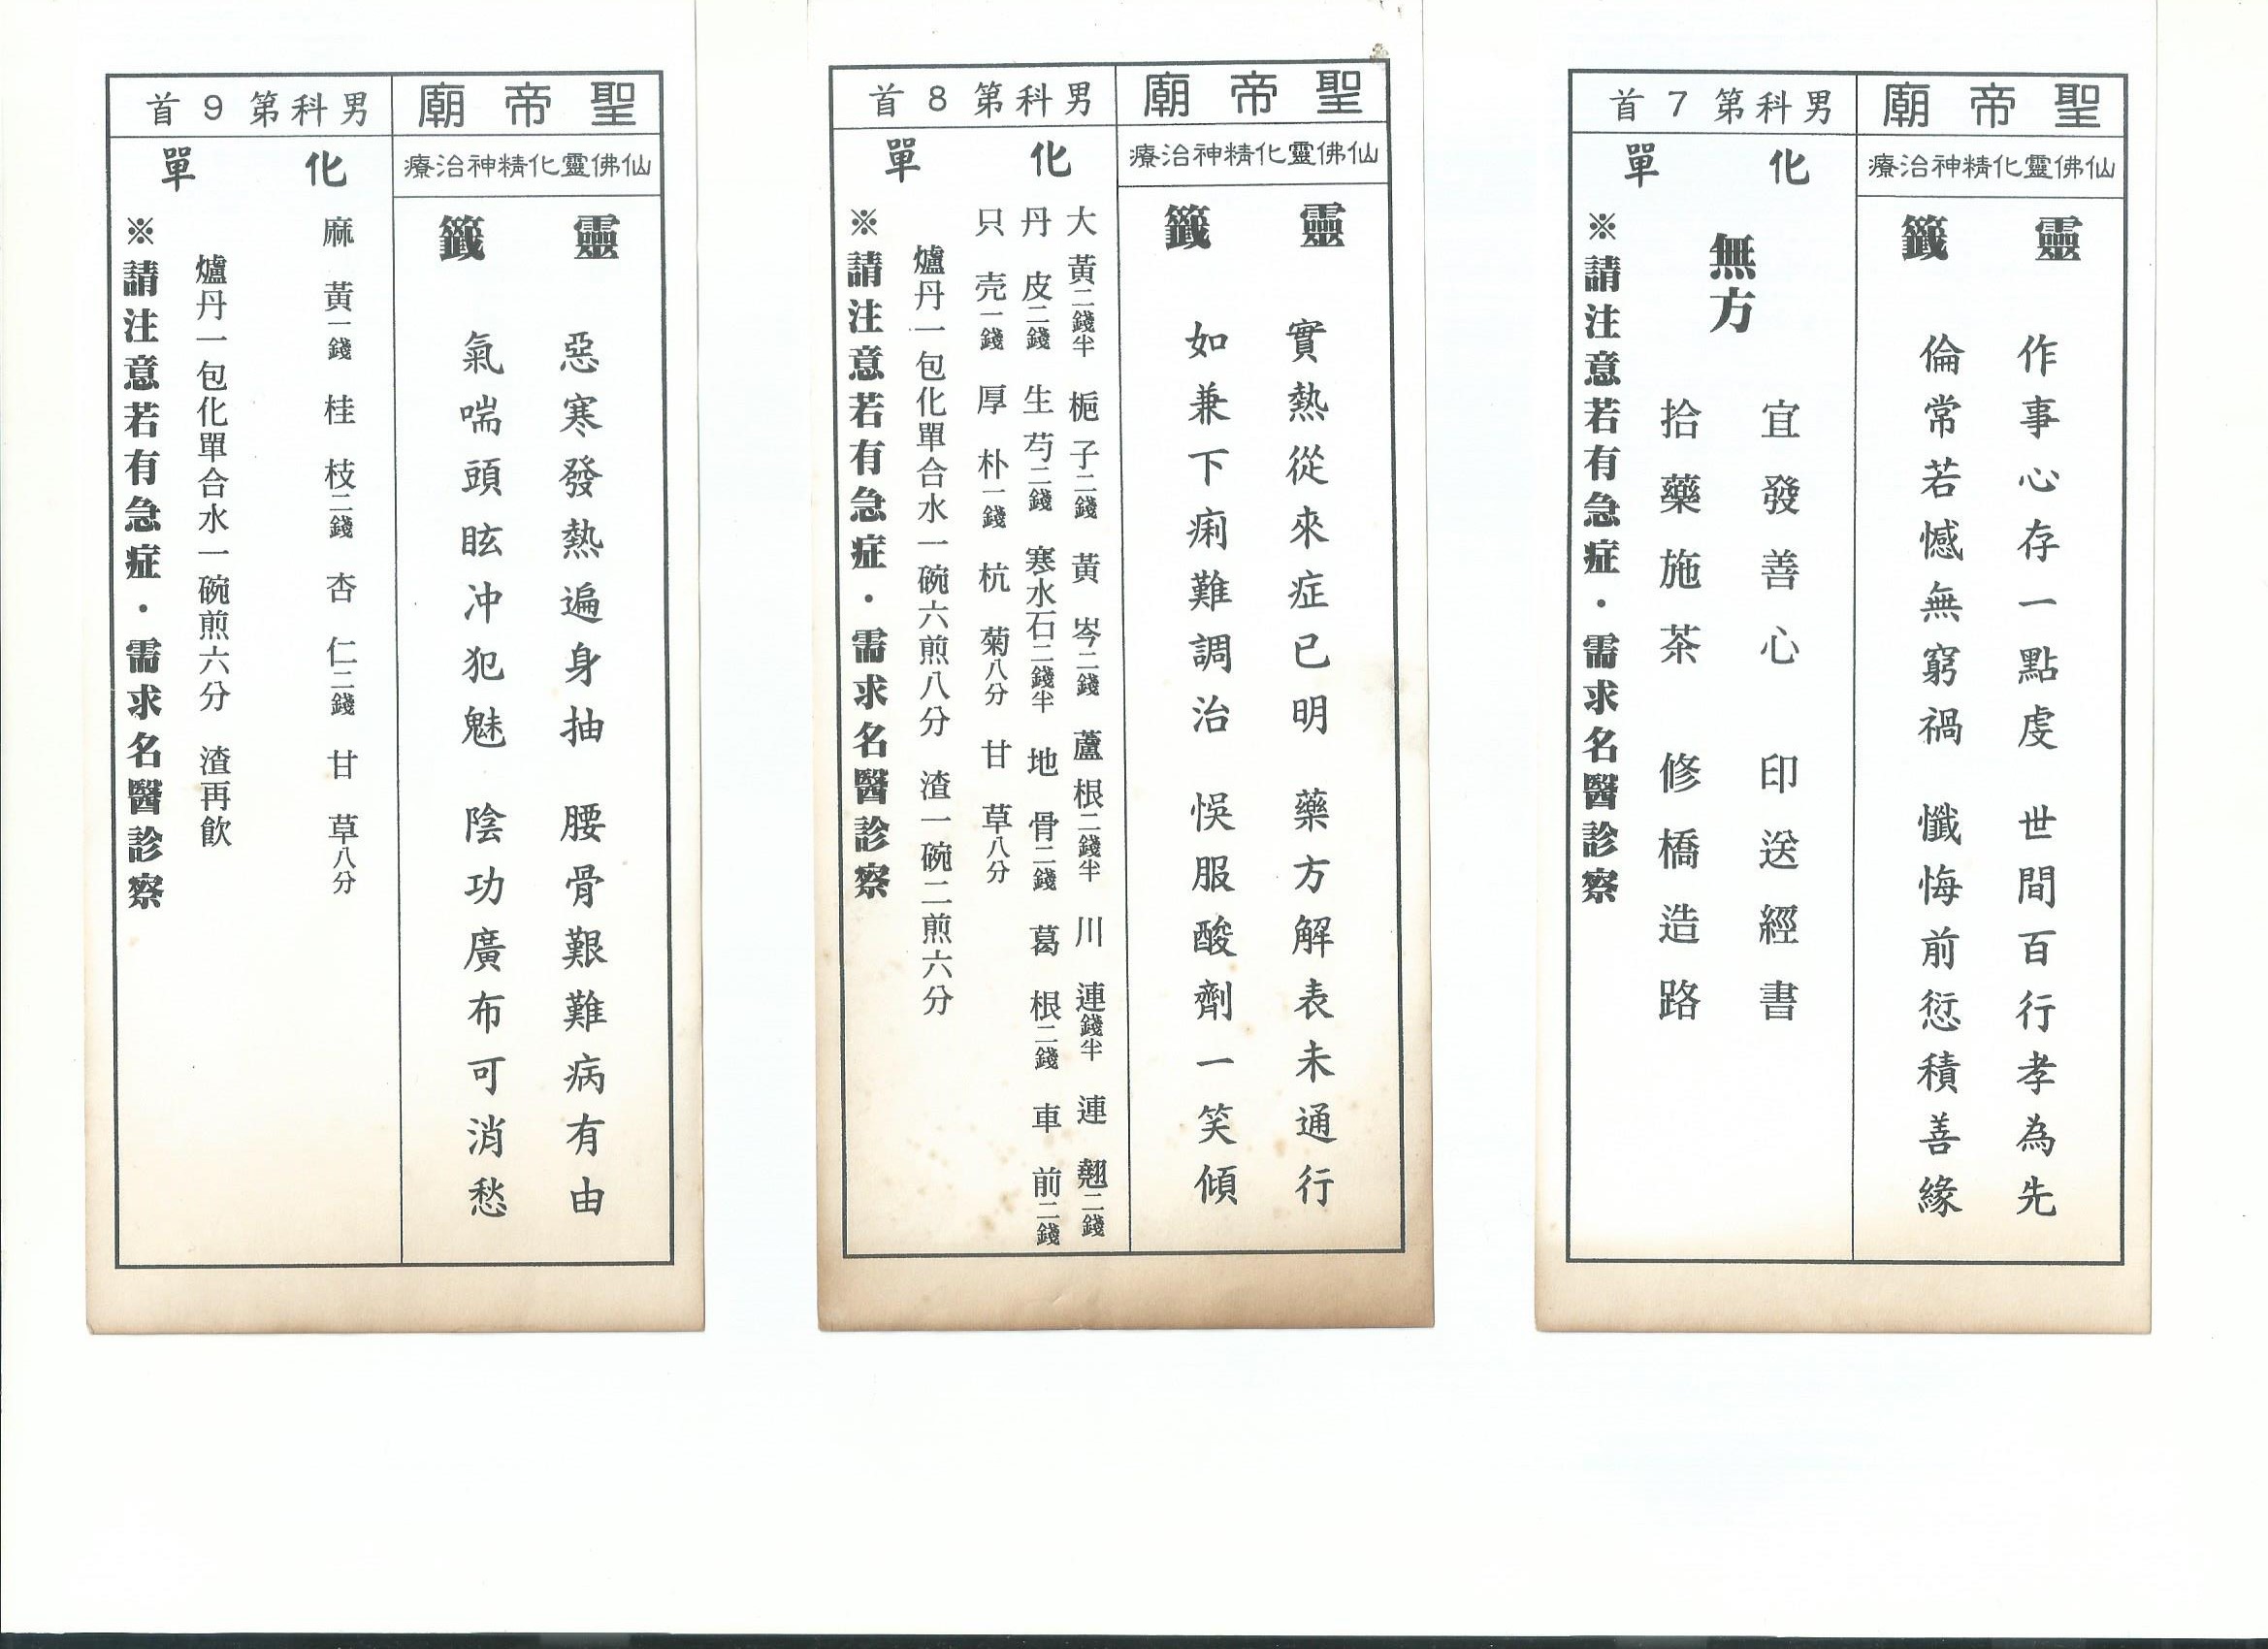 聖帝廟
男科第7首
仙佛靈化精神治療
靈籤
作事心存一點虔 世間百行孝為先
倫常若憾無窮禍 懺悔前愆積善緣
化單
無方
宜發善心 印送經書
拾藥施茶 修橋造路
※請注意若有急症．需求名醫診察
聖帝廟
男科第8首
仙佛靈化精神治療
靈籤
實熱從來症已明 藥方解表未通行
如兼下痢難調治 悞服酸劑一笑傾
化單
大黃二錢半 梔子二錢 黃岑二錢 蘆根二錢半 川連錢半 連翹二錢
丹皮二錢 生芍二錢 寒水石二錢半 地骨二錢 葛根二錢 車前二錢
只壳一錢 厚朴一錢 杭菊八分 甘草八分
爐丹一包化單合水一碗六煎八分 渣一碗二煎六分
※請注意若有急症．需求名醫診察
聖帝廟
男科第9首
仙佛靈化精神治療
靈籤
惡寒發熱遍身抽 腰骨艱難病有由
氣喘頭眩冲犯魅 陰功廣布可消愁
化單
麻黃一錢 桂枝二錢 杏仁二錢 甘草八分
爐丹一包化單合水一碗煎六分 渣再飲
※請注意若有急症．需求名醫診察